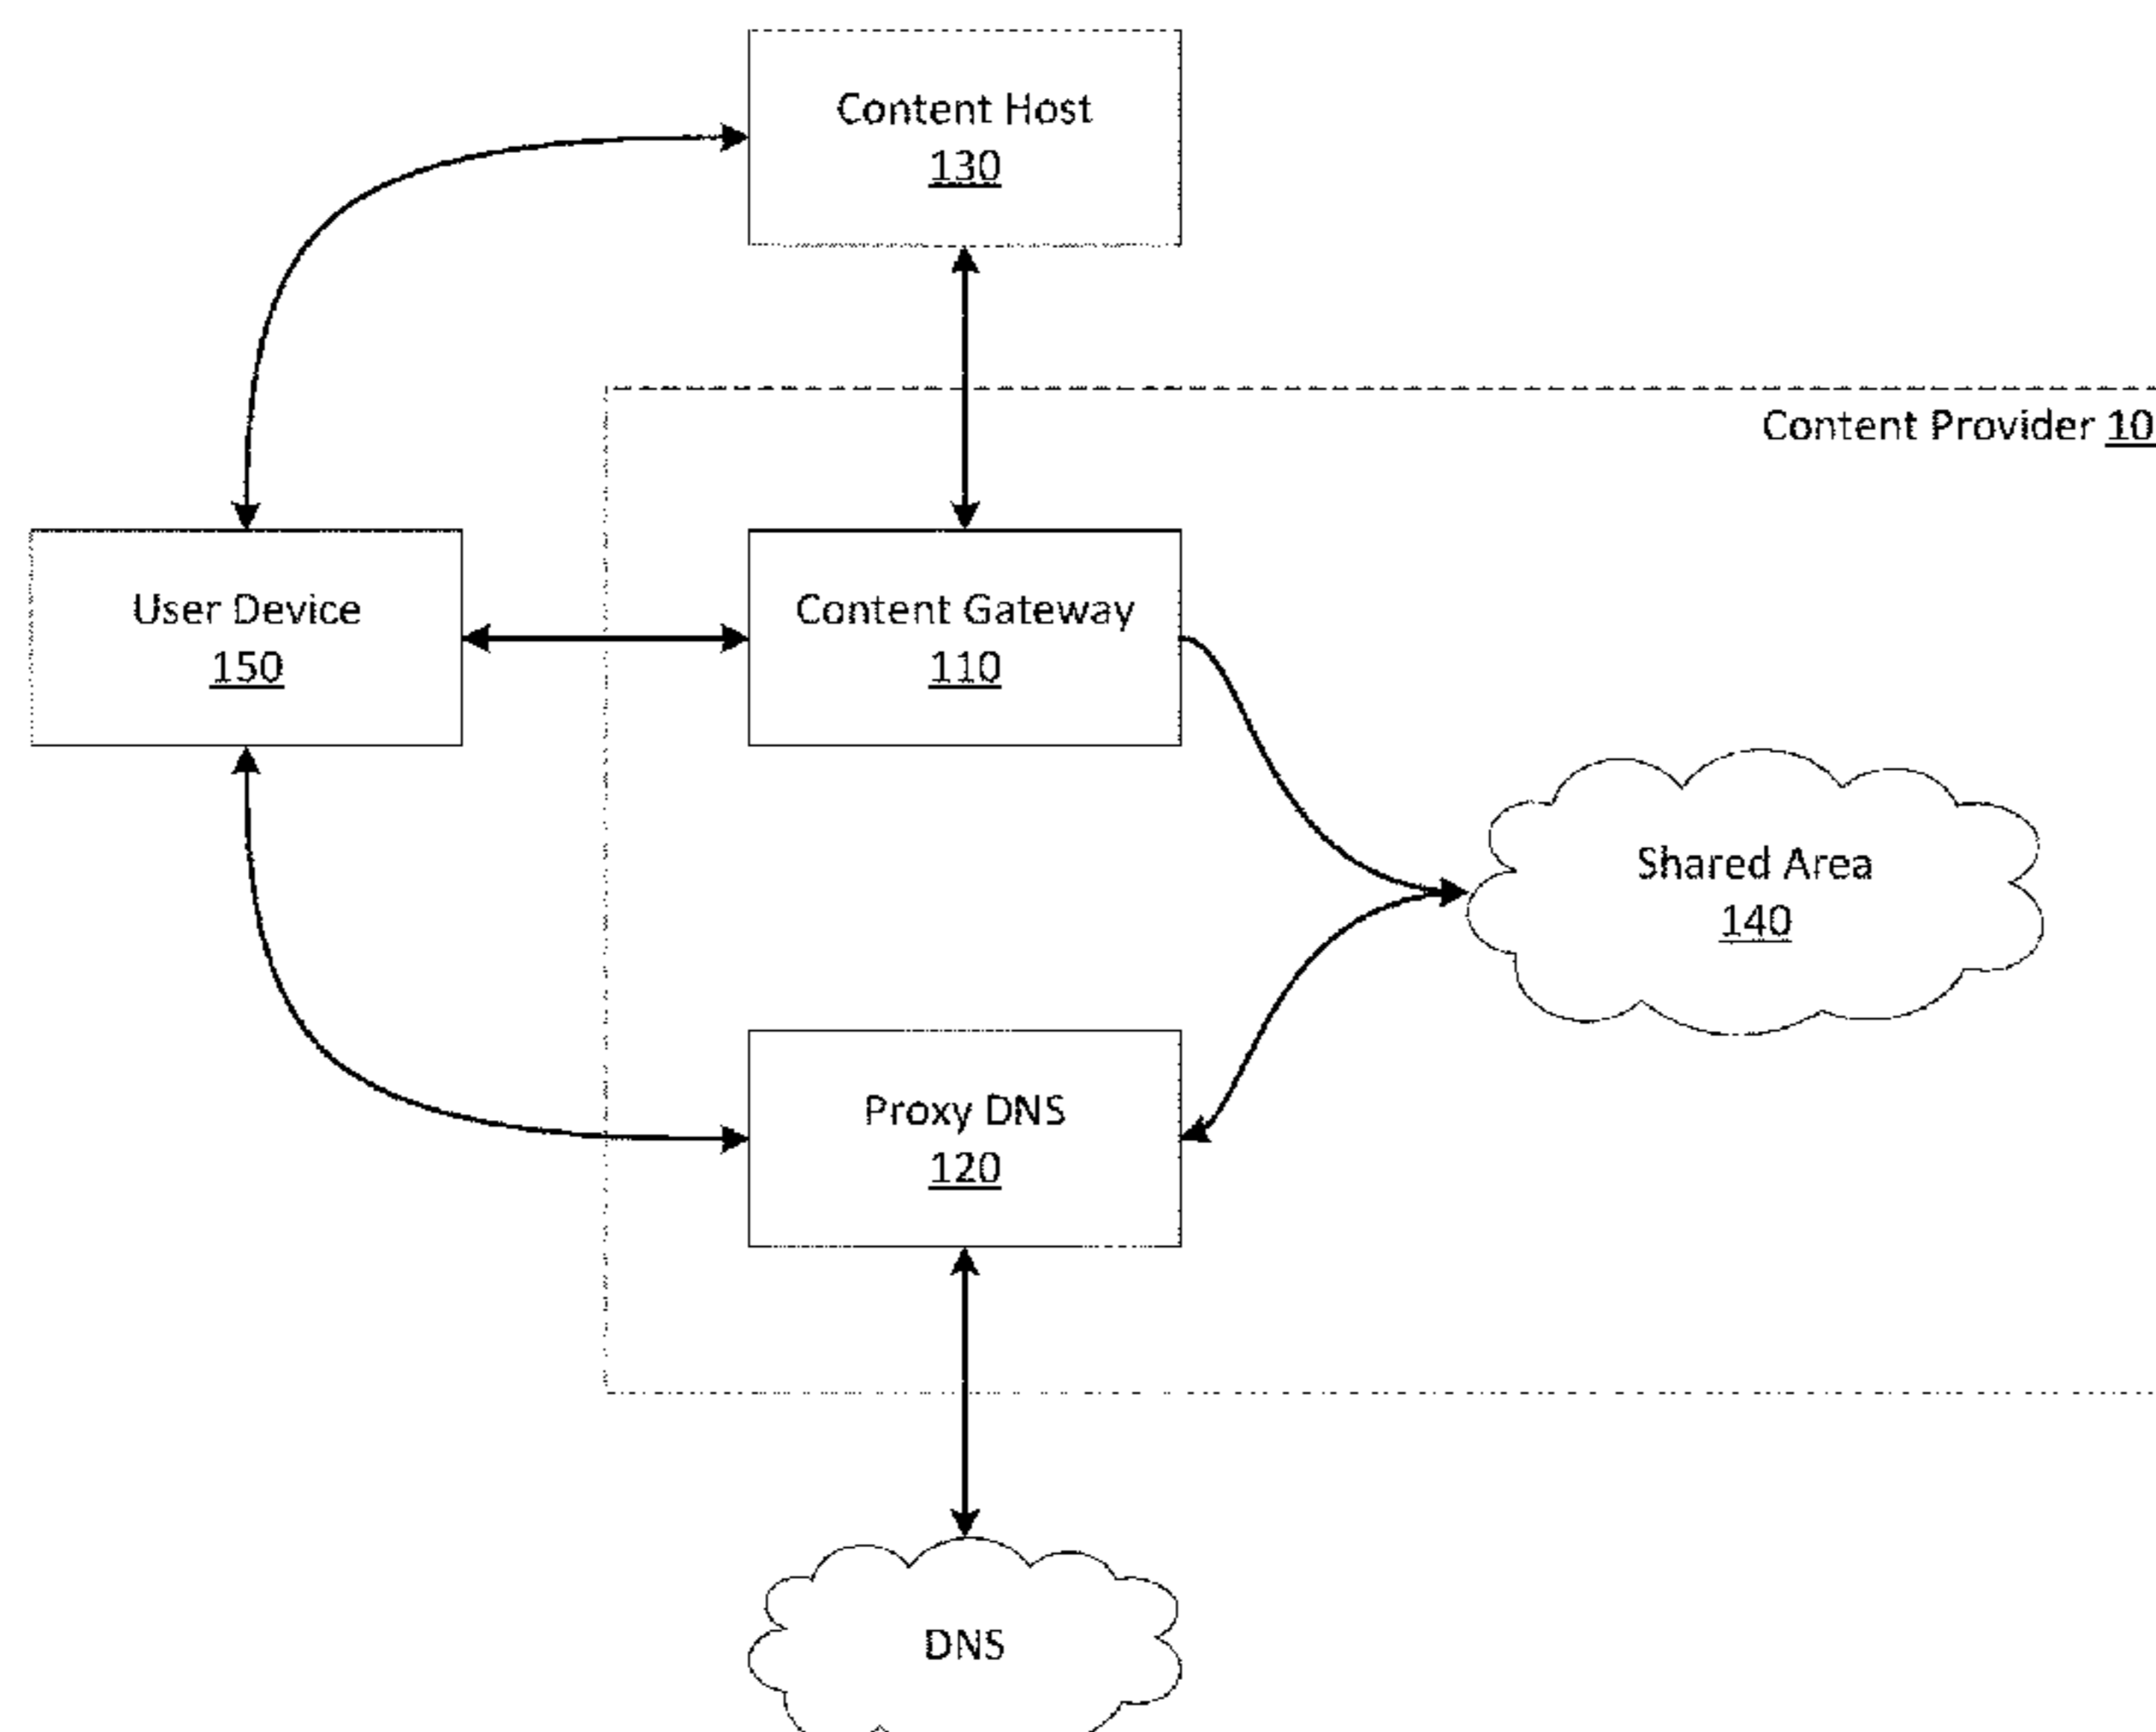 Content Host
130
Content Provider 10
User Device
150
Content Gateway
110
Shared Area
140
Proxy DNS
120
DNS